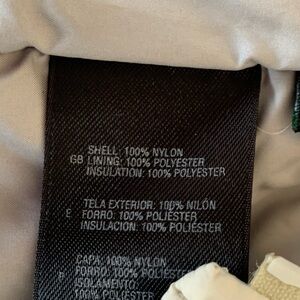 SHELL: 100% NYLON
GB LINING: 100% POLYESTER
INSULATION: 100% POLYESTER
TELA EXTERIOR: 100% NILÓN
E FORRO: 100% POLIÉSTER
INSULACIÓN: 100% POLIÉSTER
CAPA: 100% NYLON
P FORRO: 100% POLIÉSTER
ISOLAMENTO:
100% POLIÉSTER